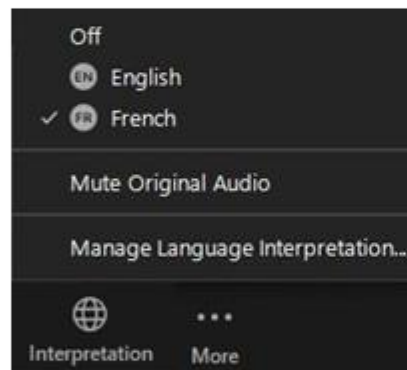 Off
EN English
FR French
Mute Original Audio
Manage Language Interpretation...
Interpretation More